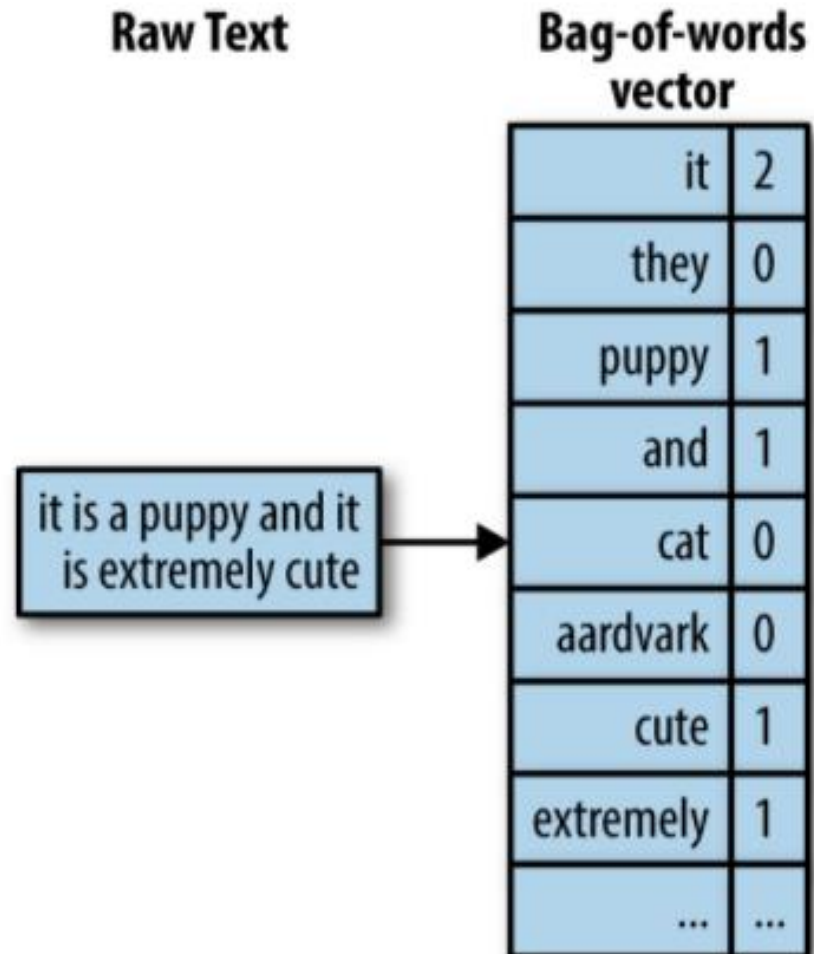 Raw Text
Bag-of-words
vector
it is a puppy and it
is extremely cute
it 2
they 0
puppy 1
and 1
cat 0
aardvark 0
cute 1
extremely 1
... ...